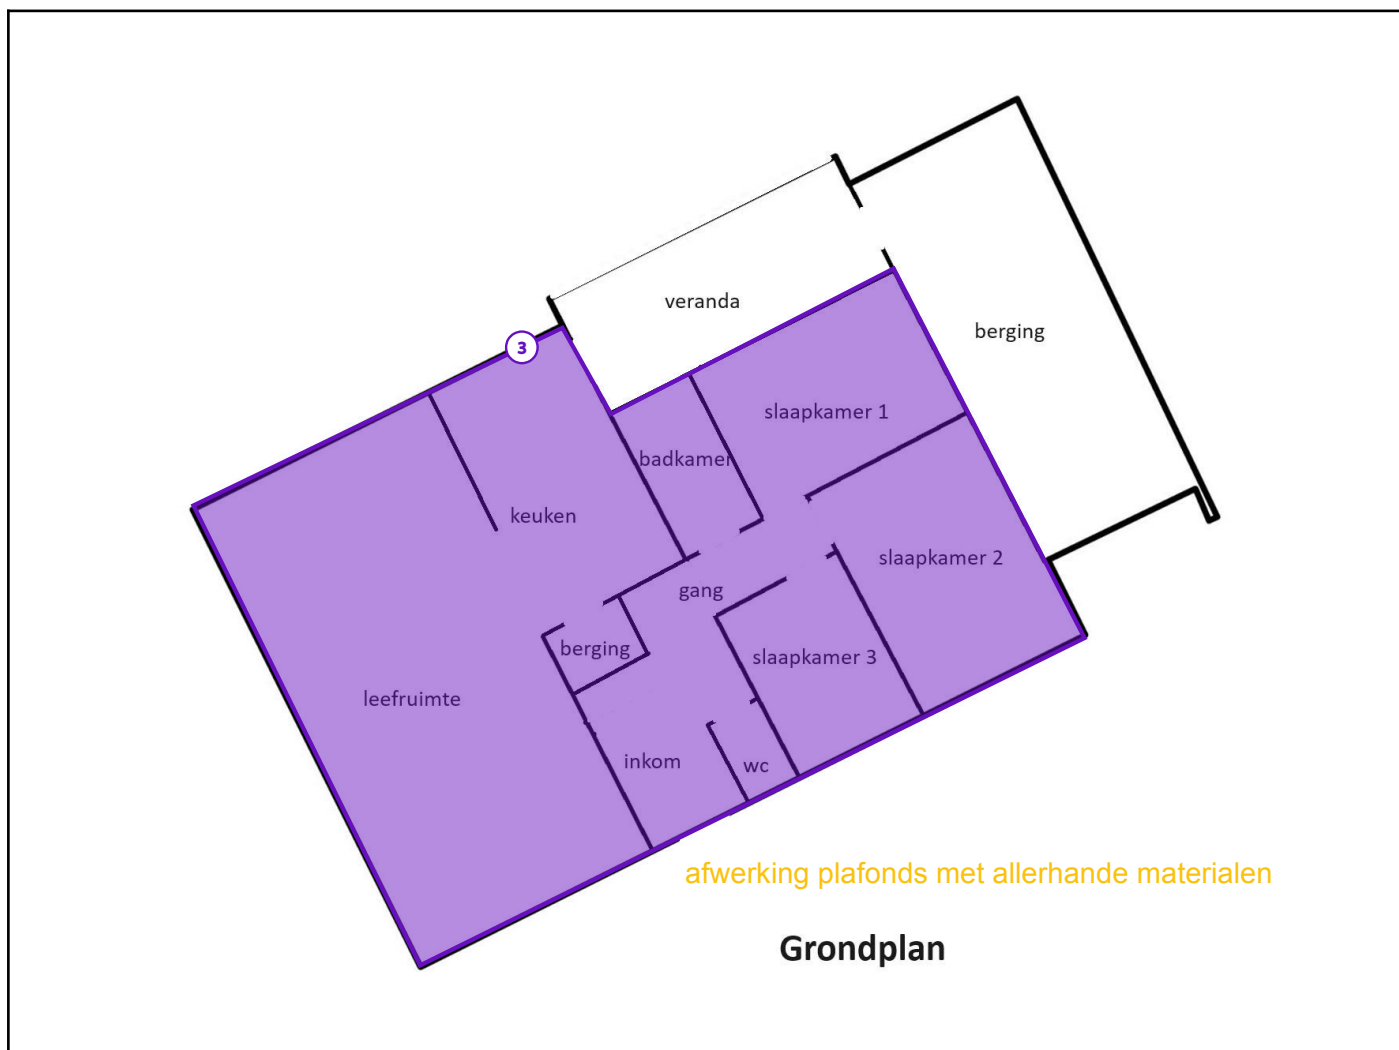 veranda
3
berging
slaapkamer 1
badkamer
keuken
slaapkamer 2
gang
berging
slaapkamer 3
leefruimte
inkom
wc
afwerking plafonds met allerhande materialen
Grondplan